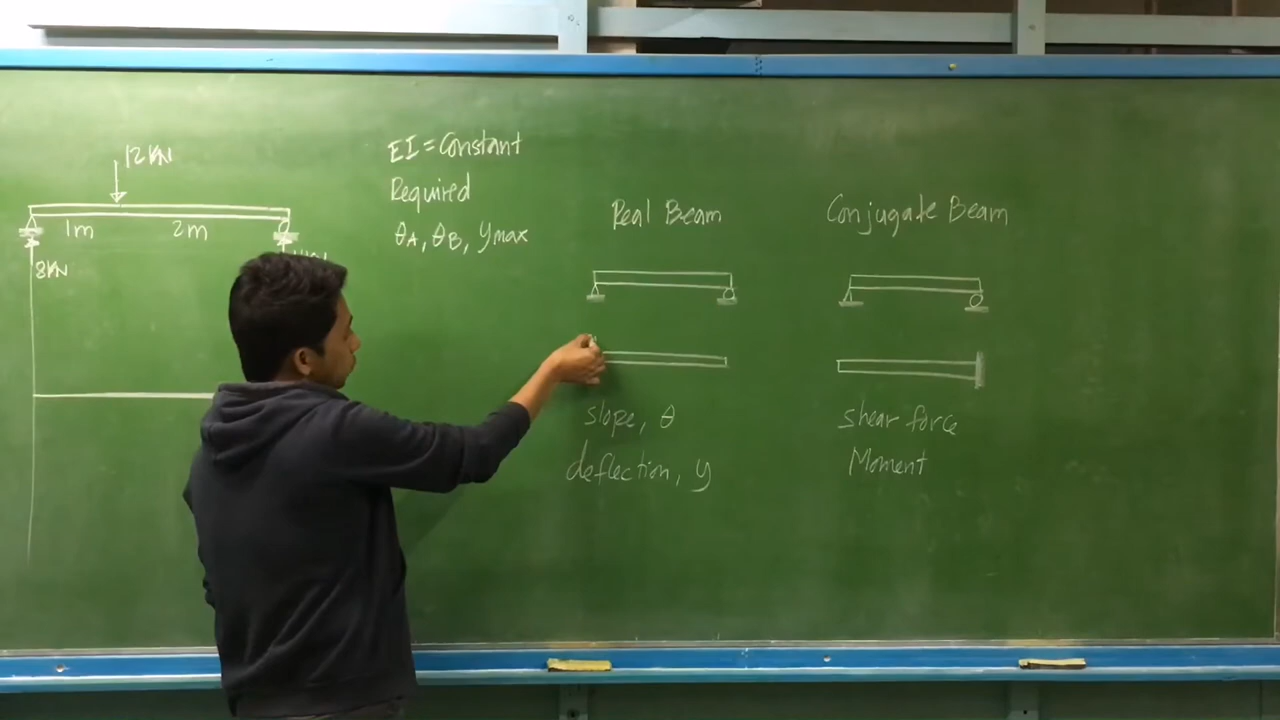 12KN
1m 2m
8KN
EI = Constant
Required
θA, θB, ymax
Real Beam
slope, θ
deflection, y
Conjugate Beam
shear force
Moment